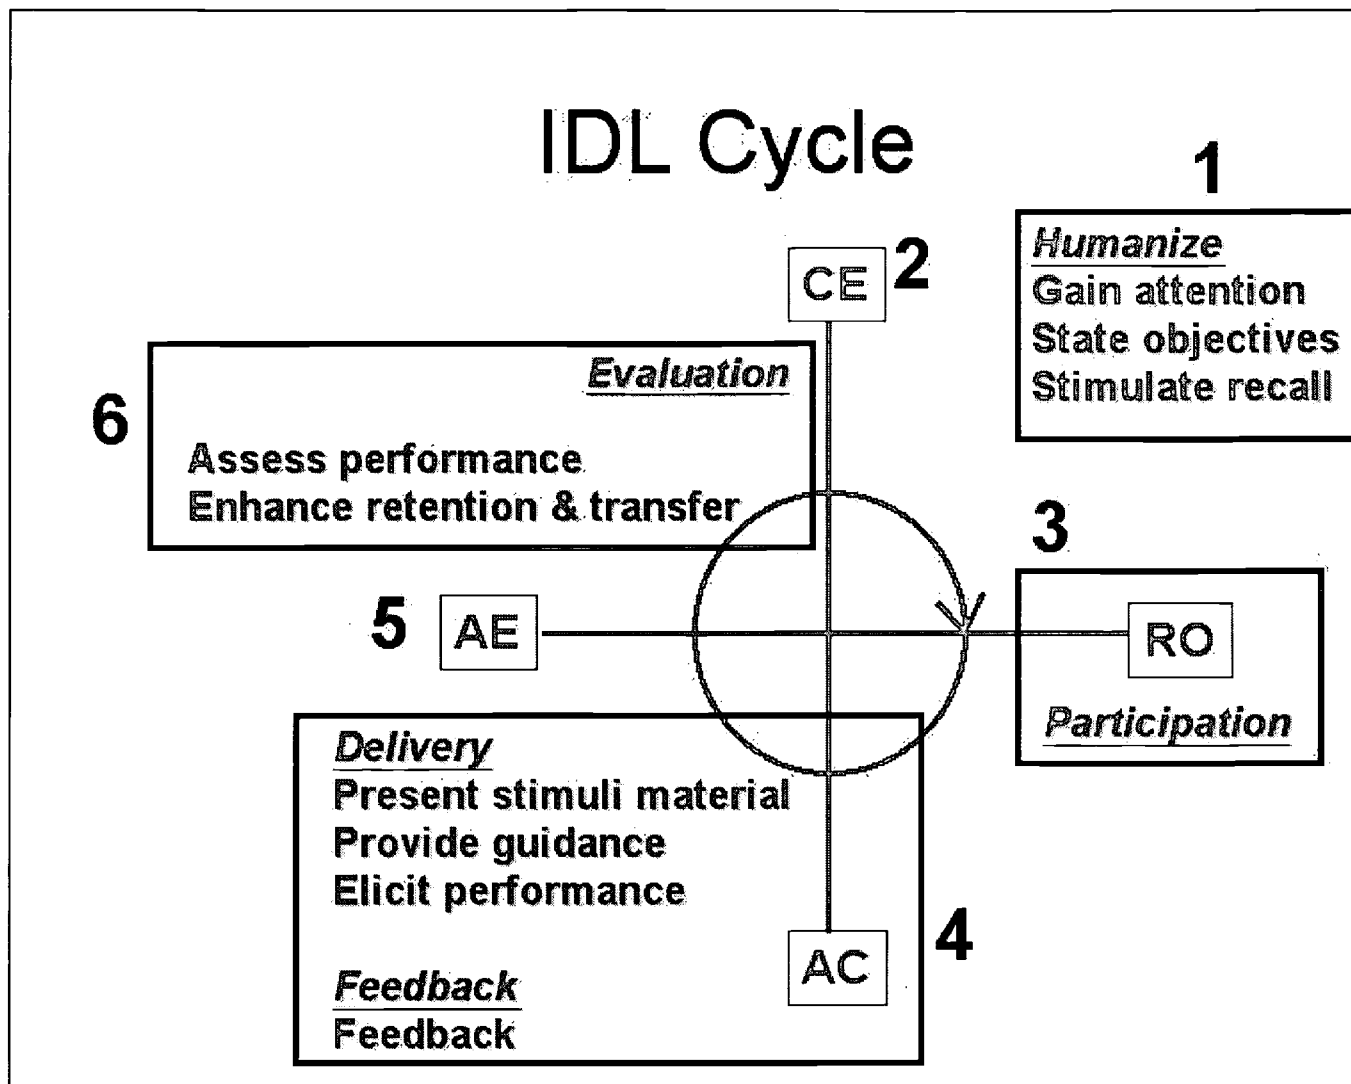 IDL Cycle
1
Humanize
Gain attention
State objectives
Stimulate recall
CE
2
6
Evaluation
Assess performance
Enhance retention & transfer
3
RO
Participation
5
AE
Delivery
Present stimuli material
Provide guidance
Elicit performance
Feedback
Feedback
AC
4